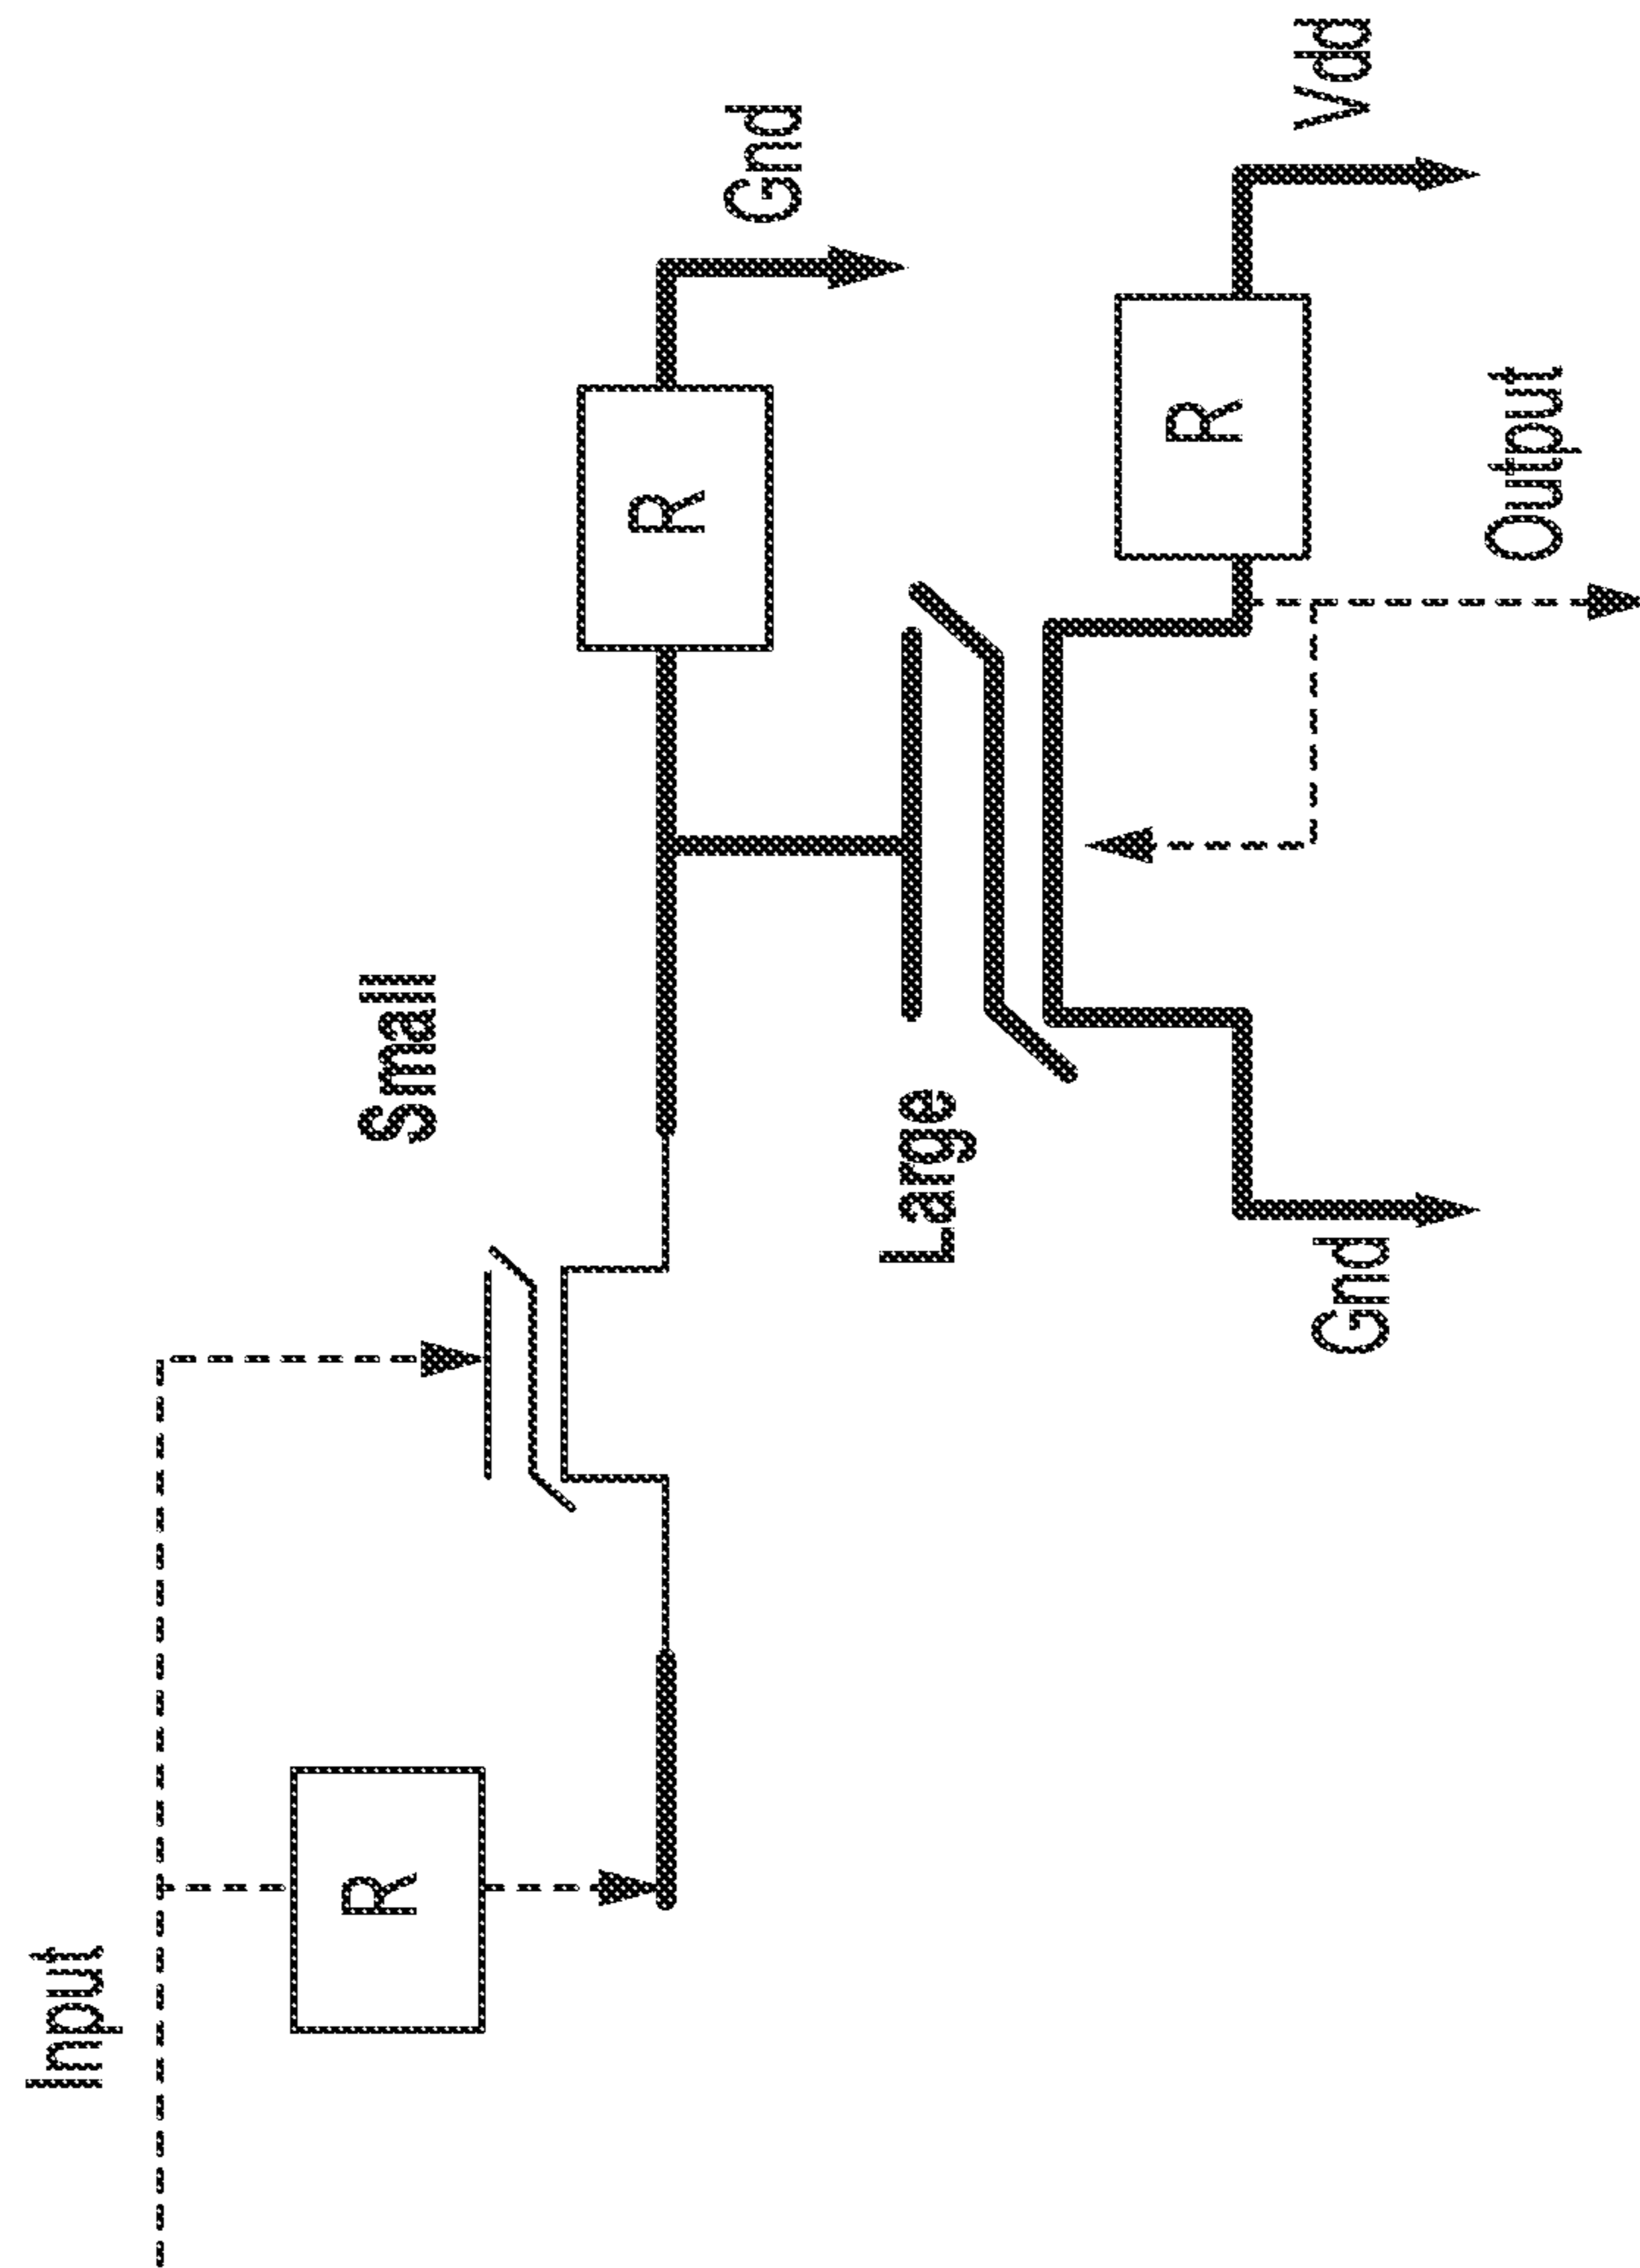 Input
R
Small
R
Gnd
Large
R
Vdd
Gnd
Output